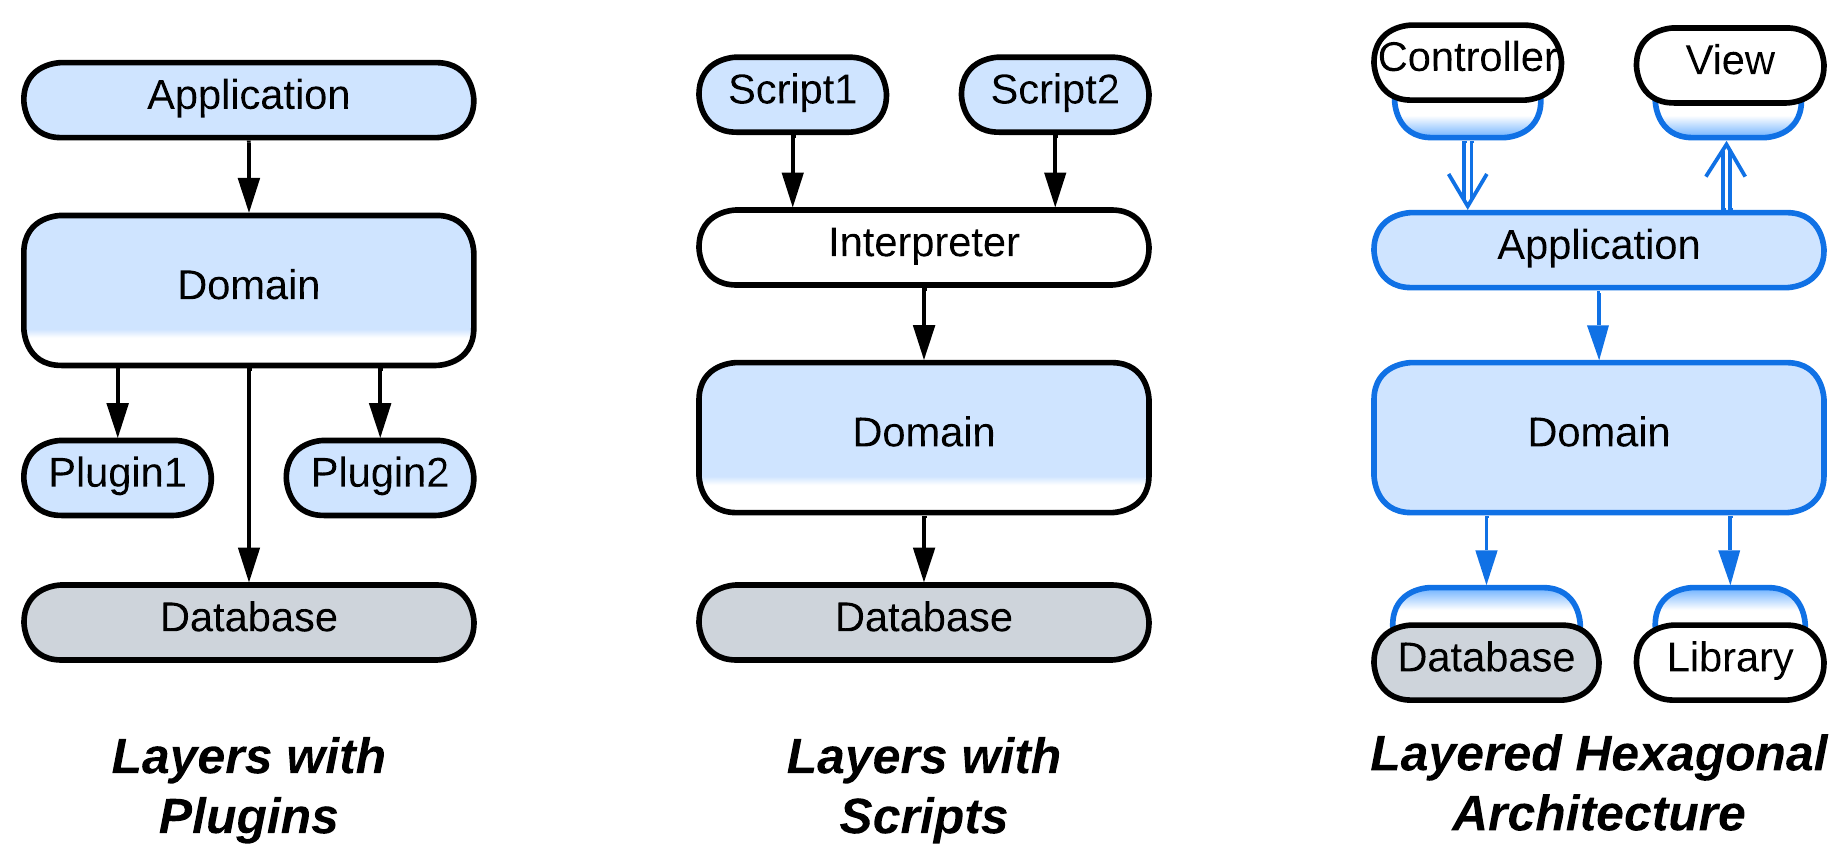 Application
Domain
Plugin1
Plugin2
Database
Layers with
Plugins
Script1
Script2
Interpreter
Domain
Database
Layers with
Scripts
Controller
View
Application
Domain
Database
Library
Layered Hexagonal
Architecture